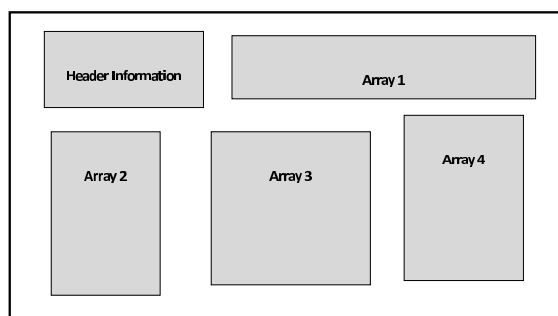 Header Information
Array 1
Array 2
Array 3
Array 4